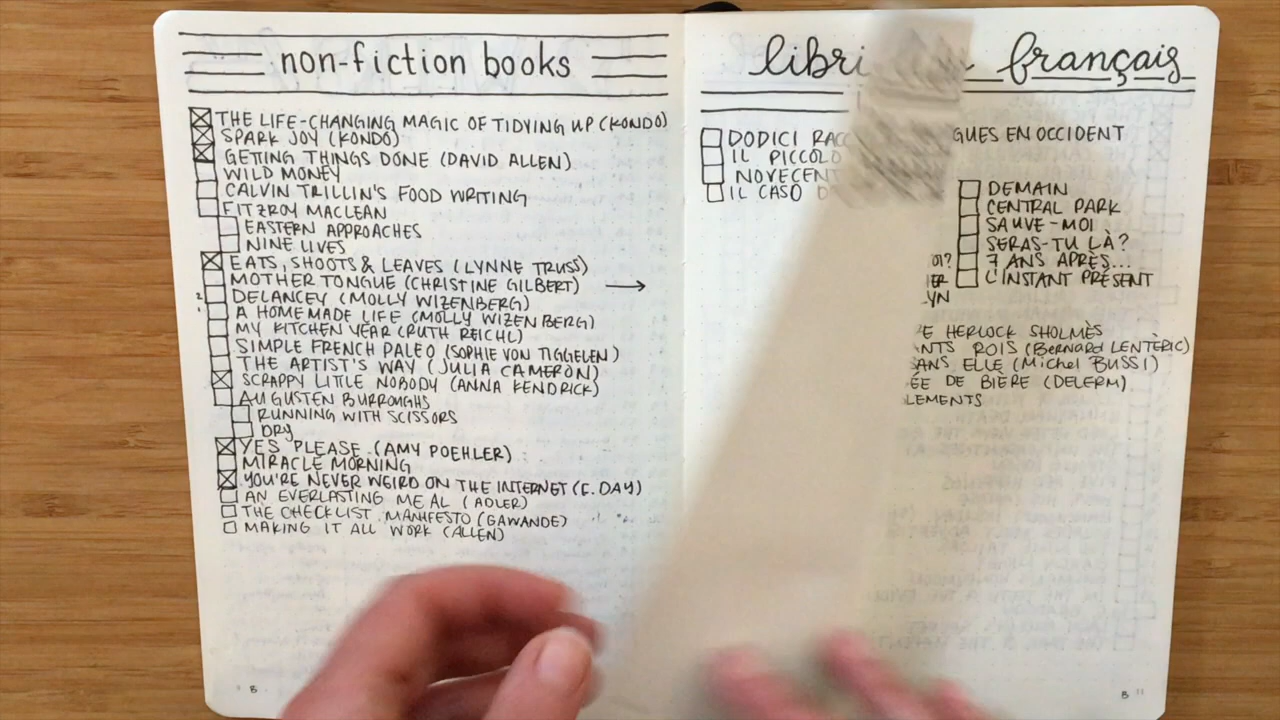 non-fiction books
THE LIFE-CHANGING MAGIC OF TIDYING UP (KONDO)
SPARK JOY (KONDO)
GETTING THINGS DONE (DAVID ALLEN)
WILD MONEY
CALVIN TRILLIN'S FOOD WRITING
FITZROY MACLEAN
EASTERN APPROACHES
NINE LIVES
EATS, SHOOTS & LEAVES (LYNNE TRUSS)
MOTHER TONGUE (CHRISTINE GILBERT)
DELANCEY (MOLLY WIZENBERG)
A HOMEMADE LIFE (MOLLY WIZENBERG)
MY KITCHEN YEAR (RUTH REICHL)
SIMPLE FRENCH PALEO (SOPHIE VON TIGGELEN)
THE ARTIST'S WAY (JULIA CAMERON)
SCRAPPY LITTLE NOBODY (ANNA KENDRICK)
AUGUSTEN BURROUGHS
RUNNING WITH SCISSORS
DRY
YES PLEASE (AMY POEHLER)
MIRACLE MORNING
YOU'RE NEVER WEIRD ON THE INTERNET (F. DAY)
AN EVERLASTING MEAL (ADLER)
THE CHECKLIST MANIFESTO (GAWANDE)
MAKING IT ALL WORK (ALLEN)
libri
DODICI RAC
IL PICCOLO
NOVECENT
IL CASO D
français
GUES EN OCCIDENT
DEMAIN
CENTRAL PARK
SAUVE-MOI
SERAS-TU LÀ?
7 ANS APRÈS...
L'INSTANT PRÉSENT
OI?
ER
YN
E HERLOCK SHOLMÈS
NTS ROIS (Bernard LENTÈRIC)
ANS ELLE (Michel BUSSI)
ÉE DE BIÈRE (DELERM)
LEMENTS